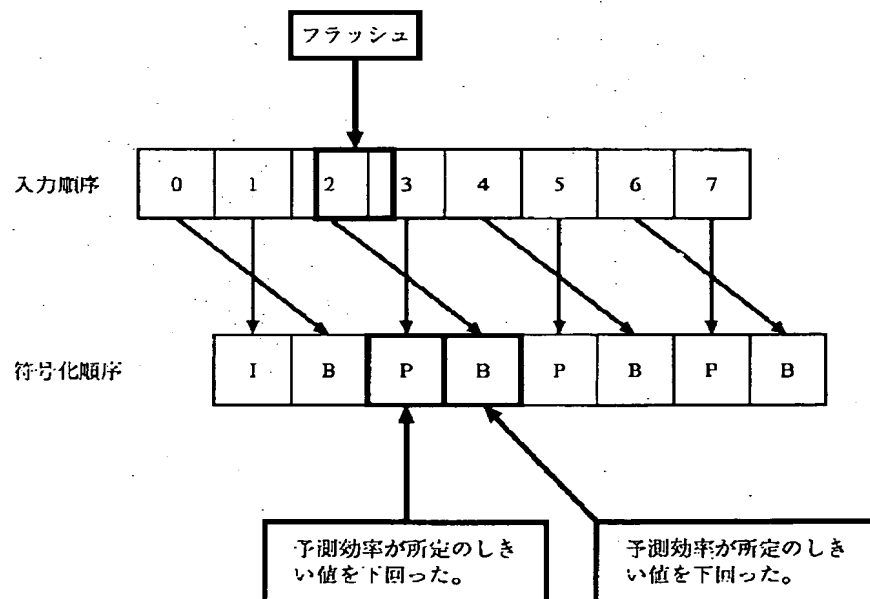 フラッシュ
入力順序 0 1 2 3 4 5 6 7
符号化順序 I B P B P B P B
予測効率が所定のしき
い値を下回った。
予測効率が所定のしき
い値を下回った。